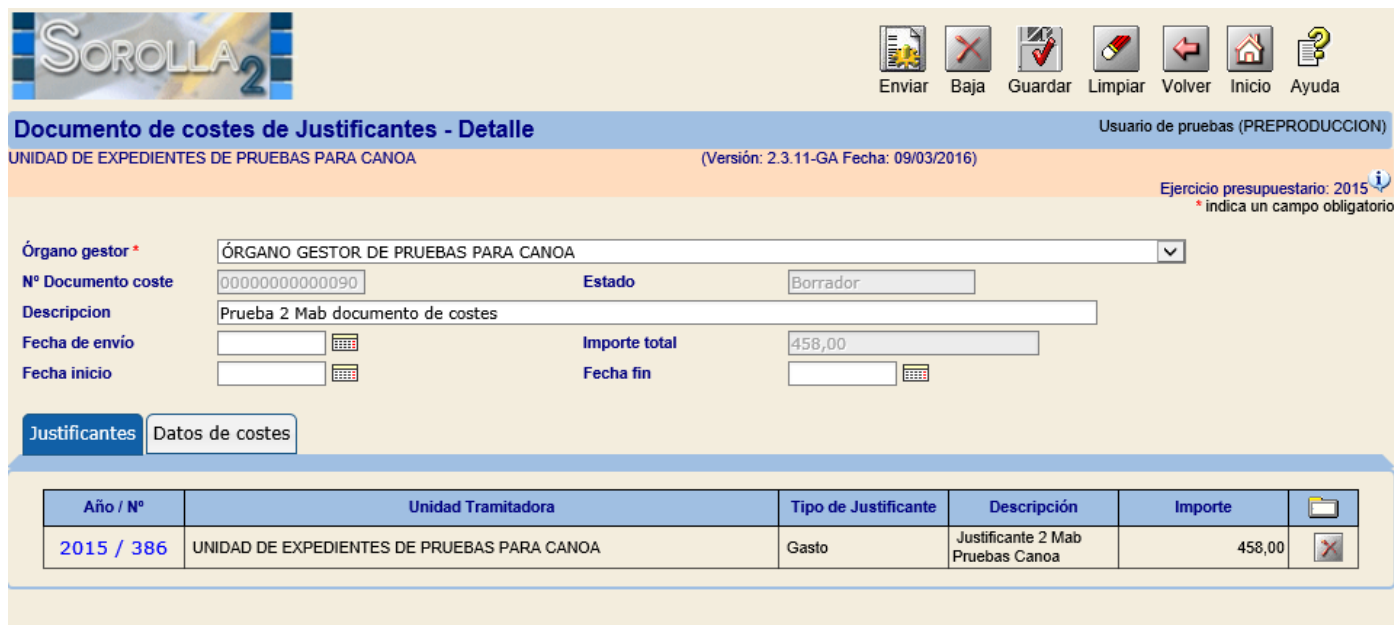 SOROLLA2
Enviar Baja Guardar Limpiar Volver Inicio Ayuda
Documento de costes de Justificantes - Detalle Usuario de pruebas (PREPRODUCCION)
UNIDAD DE EXPEDIENTES DE PRUEBAS PARA CANOA (Versión: 2.3.11-GA Fecha: 09/03/2016)
Ejercicio presupuestario: 2015
* indica un campo obligatorio
Órgano gestor * ÓRGANO GESTOR DE PRUEBAS PARA CANOA
Nº Documento coste 00000000000090 Estado Borrador
Descripcion Prueba 2 Mab documento de costes
Fecha de envío Importe total 458,00
Fecha inicio Fecha fin
Justificantes Datos de costes
Año / Nº Unidad Tramitadora Tipo de Justificante Descripción Importe
2015 / 386 UNIDAD DE EXPEDIENTES DE PRUEBAS PARA CANOA Gasto Justificante 2 Mab 458,00
Pruebas Canoa